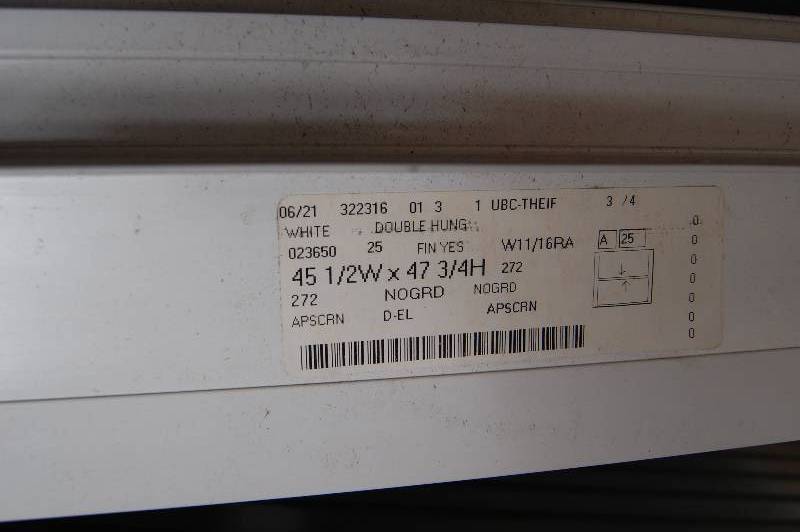 06/21 322316 01 3 1 UBC-THEIF 3 /4
WHITE DOUBLE HUNG
023650 25 FIN YES W11/16RA A 25
45 1/2W x 47 3/4H 272
272 NOGRD NOGRD
APSCRN D-EL APSCRN
0
0
0
0
0
0
0